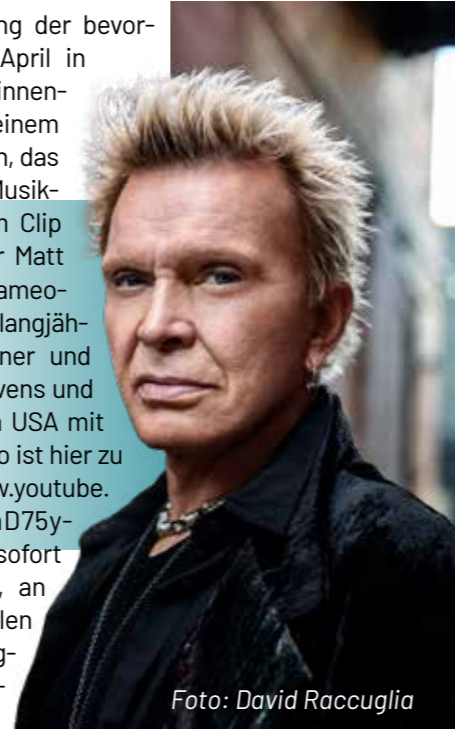 ng der bevor-
April in
innen-
einem
n, das
Musik-
n Clip
r Matt
ameo-
langjäh-
ner und
vens und
n USA mit
o ist hier zu
w.youtube.
nD75y-
sofort
, an
len
g-
-
Foto: David Raccuglia